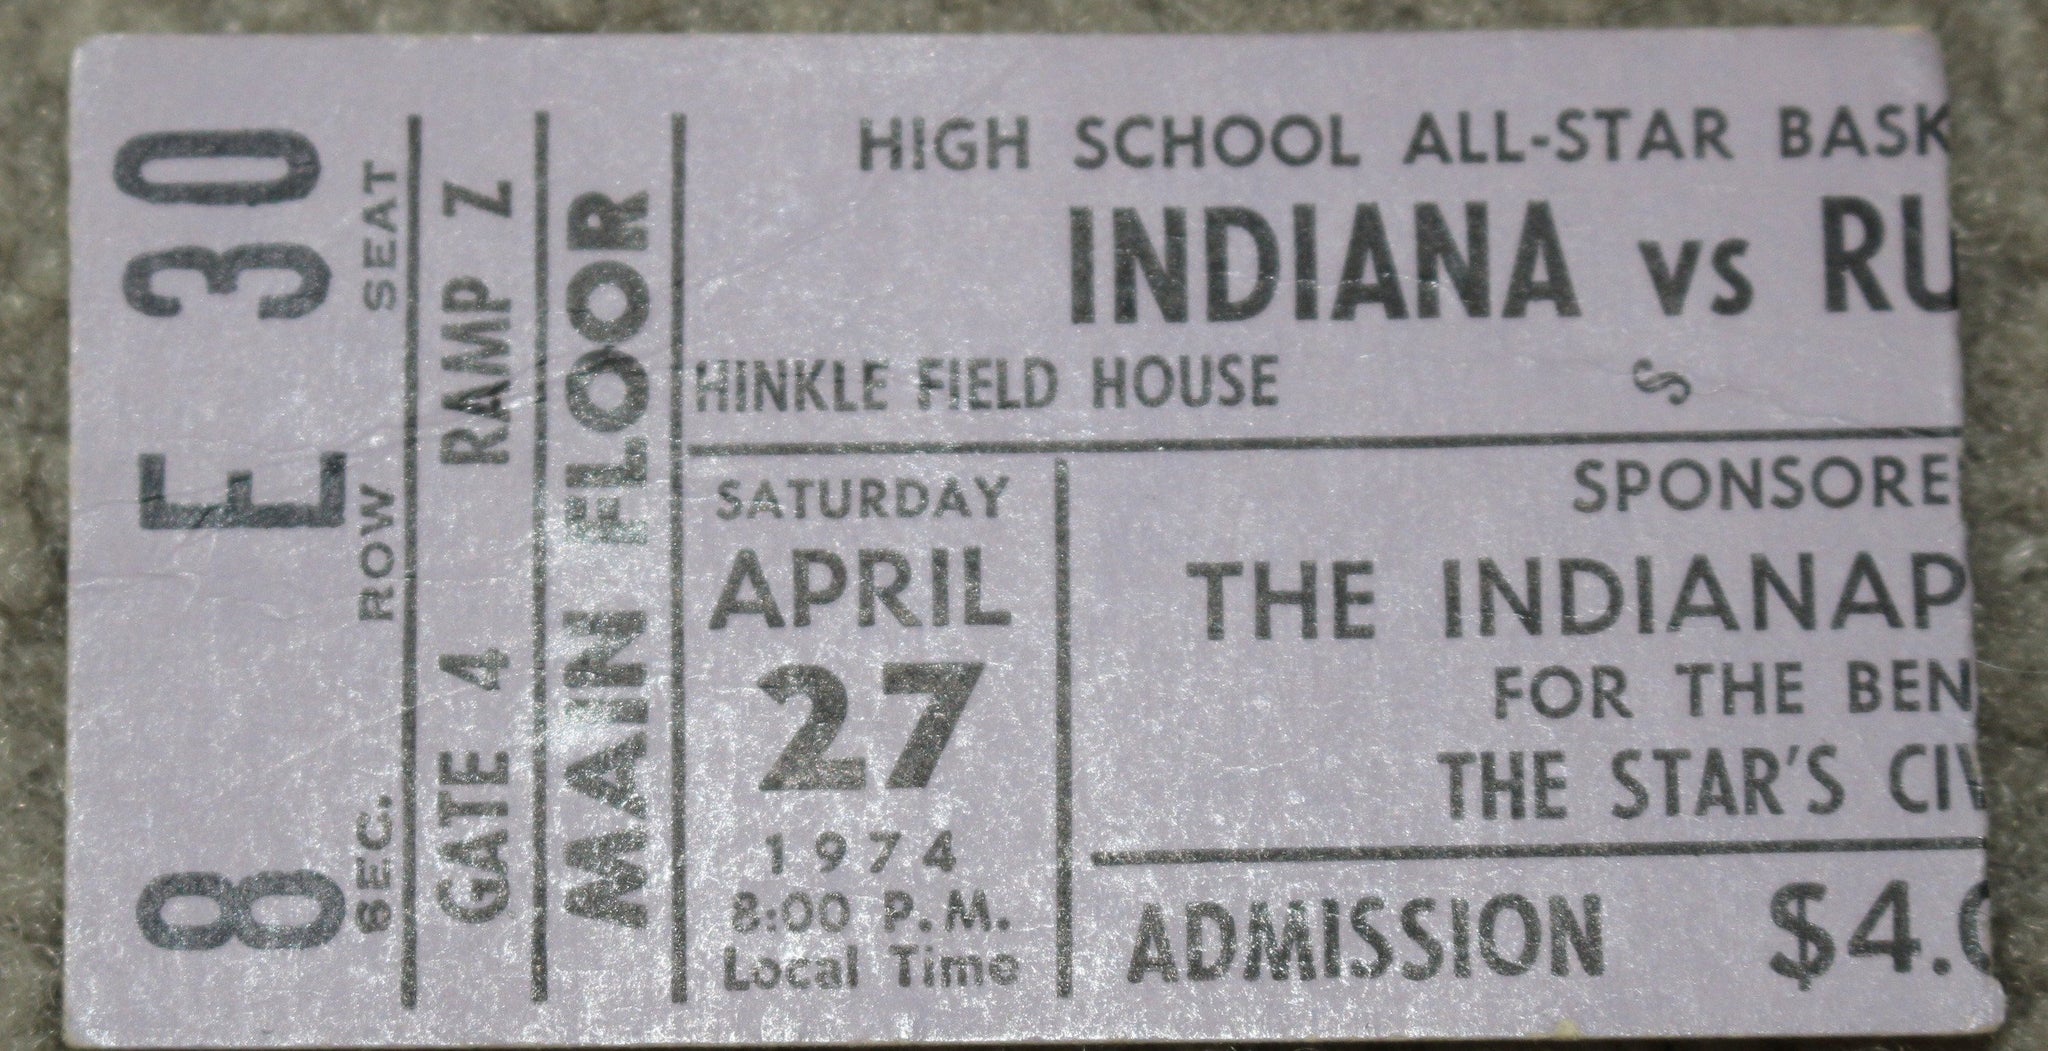 8 E 30
SEC. ROW SEAT
GATE 4 RAMP Z
MAIN FLOOR
HIGH SCHOOL ALL-STAR BASK
INDIANA vs RU
HINKLE FIELD HOUSE S
SATURDAY
APRIL
27
1974
8:00 P.M.
Local Time
SPONSORE
THE INDIANAP
FOR THE BEN
THE STAR'S CIV
ADMISSION $4.0